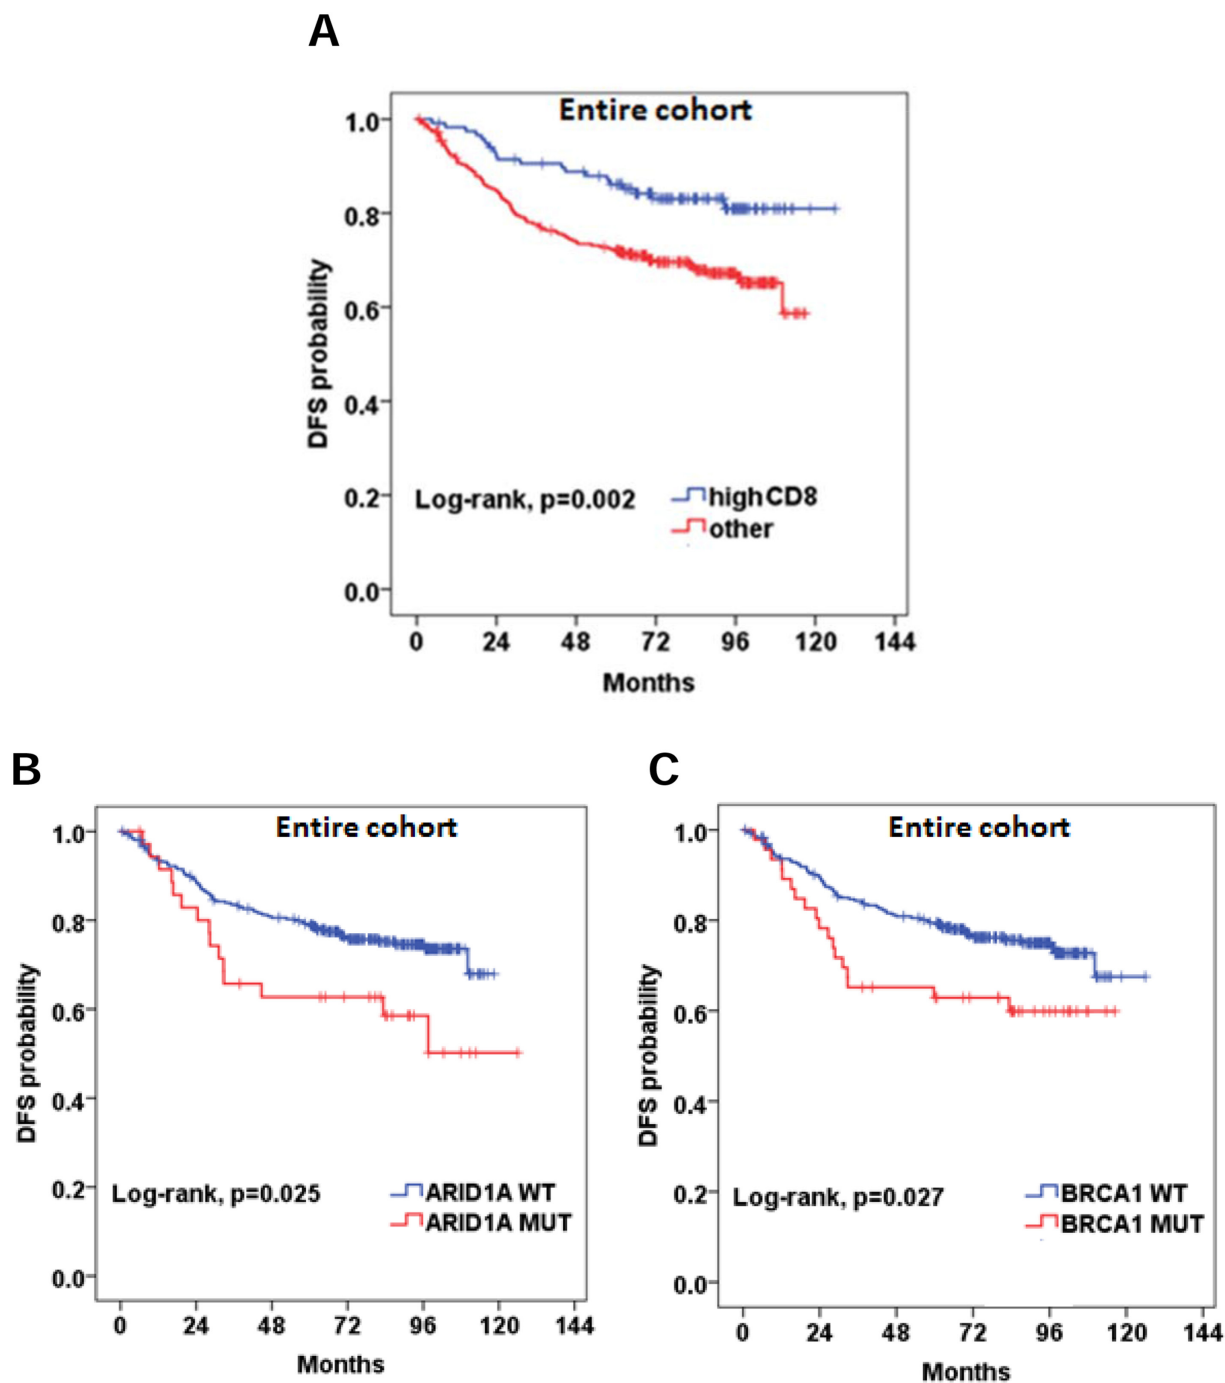 A
Entire cohort
1.0
0.8
0.6
0.4
0.2
0.0
DFS probability
Log-rank, p=0.002
high CD8
other
0 24 48 72 96 120 144
Months
B
Entire cohort
1.0
0.8
0.6
0.4
0.2
0.0
DFS probability
Log-rank, p=0.025
ARID1A WT
ARID1A MUT
0 24 48 72 96 120 144
Months
C
Entire cohort
1.0
0.8
0.6
0.4
0.2
0.0
DFS probability
Log-rank, p=0.027
BRCA1 WT
BRCA1 MUT
0 24 48 72 96 120 144
Months